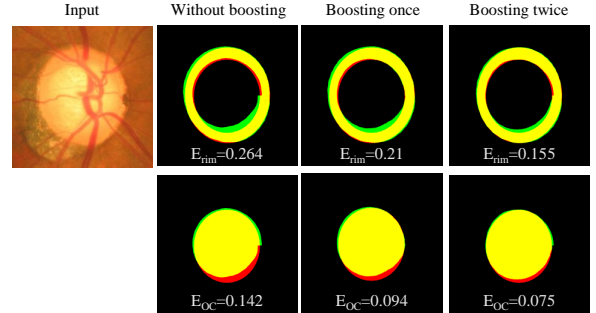 Input Without boosting Boosting once Boosting twice
E_rim=0.264 E_rim=0.21 E_rim=0.155
E_OC=0.142 E_OC=0.094 E_OC=0.075